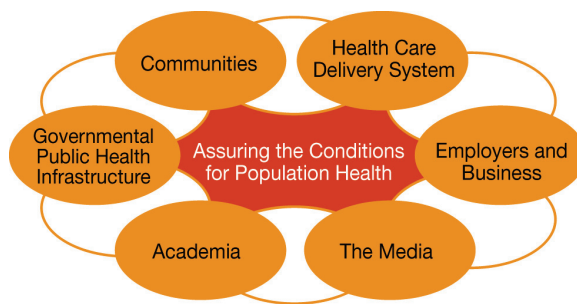 Communities
Health Care
Delivery System
Governmental
Public Health
Infrastructure
Assuring the Conditions
for Population Health
Employers and
Business
Academia
The Media